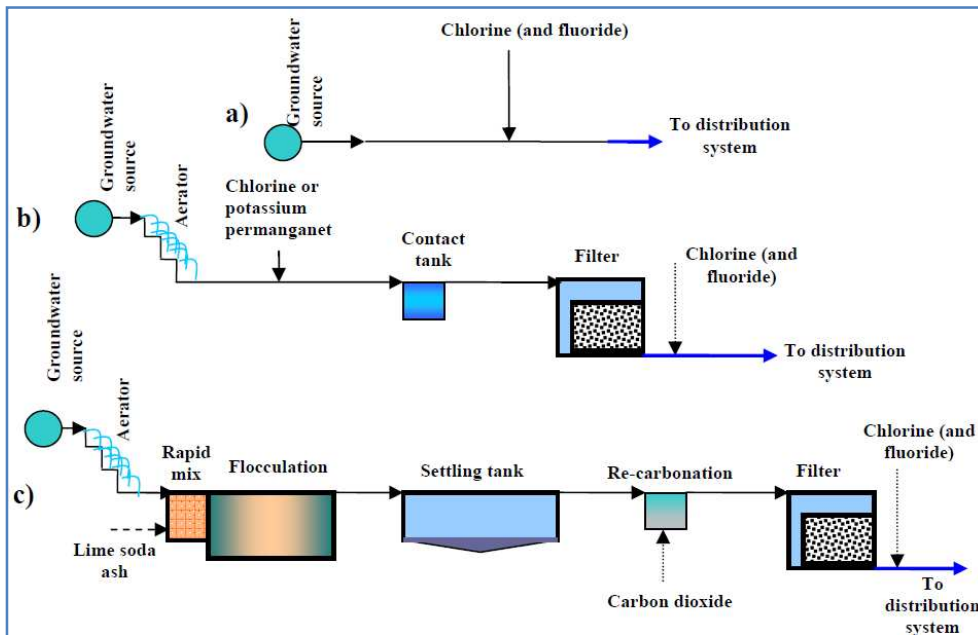 Chlorine (and fluoride)
a)
Groundwater
source
To distribution
system
b)
Groundwater
source
Aerator
Chlorine or
potassium
permanganet
Contact
tank
Filter
Chlorine (and
fluoride)
To distribution
system
c)
Groundwater
source
Aerator
Rapid
mix
Flocculation
Settling tank
Re-carbonation
Filter
Chlorine (and
fluoride)
Lime soda
ash
Carbon dioxide
To
distribution
system